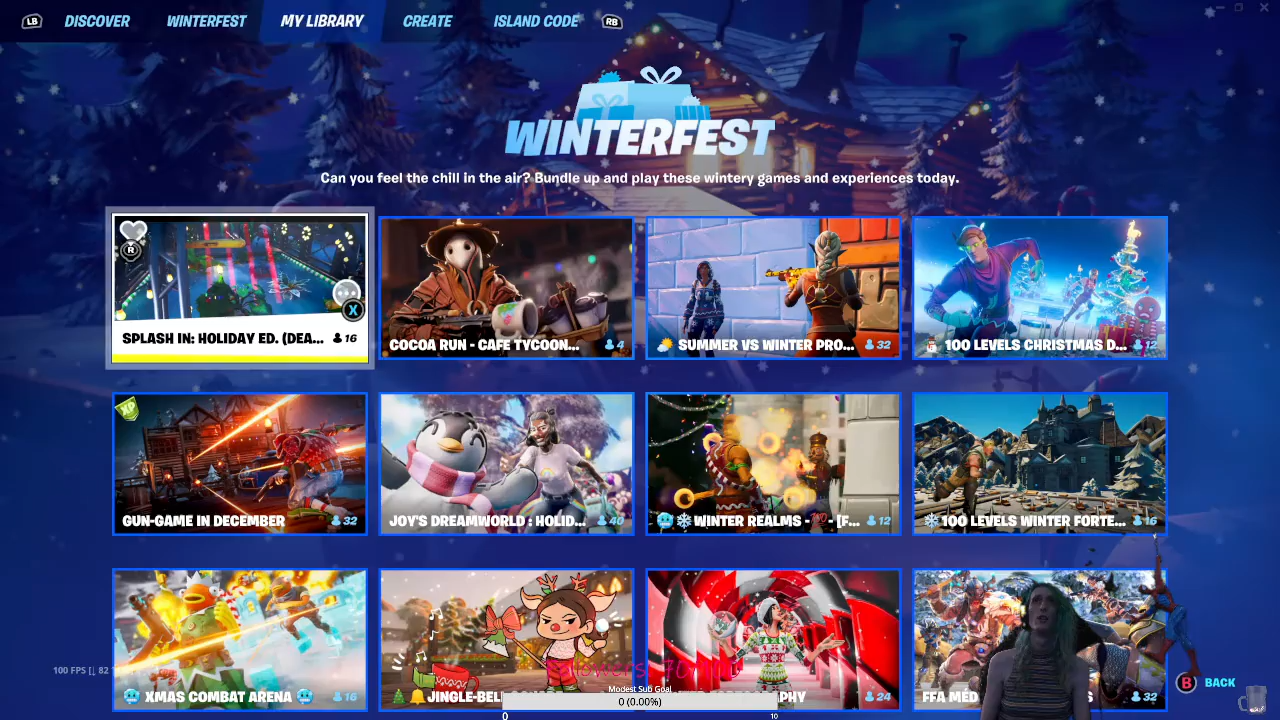 LB DISCOVER WINTERFEST MY LIBRARY CREATE ISLAND CODE RB
WINTERFEST
Can you feel the chill in the air? Bundle up and play these wintery games and experiences today.
R
X
SPLASH IN: HOLIDAY ED. (DEA... 16
COCOA RUN - CAFE TYCOON... 4
SUMMER VS WINTER PRO... 32
100 LEVELS CHRISTMAS D... 12
XP
GUN-GAME IN DECEMBER 32
JOY'S DREAMWORLD : HOLID... 40
WINTER REALMS - - [F... 12
100 LEVELS WINTER FORTE... 16
100 FPS [ 82
XMAS COMBAT ARENA 16
JINGLE-BEL
24
FFA MED 32
B BACK
Modest Sub Goal
0 (0.00%)
0 10